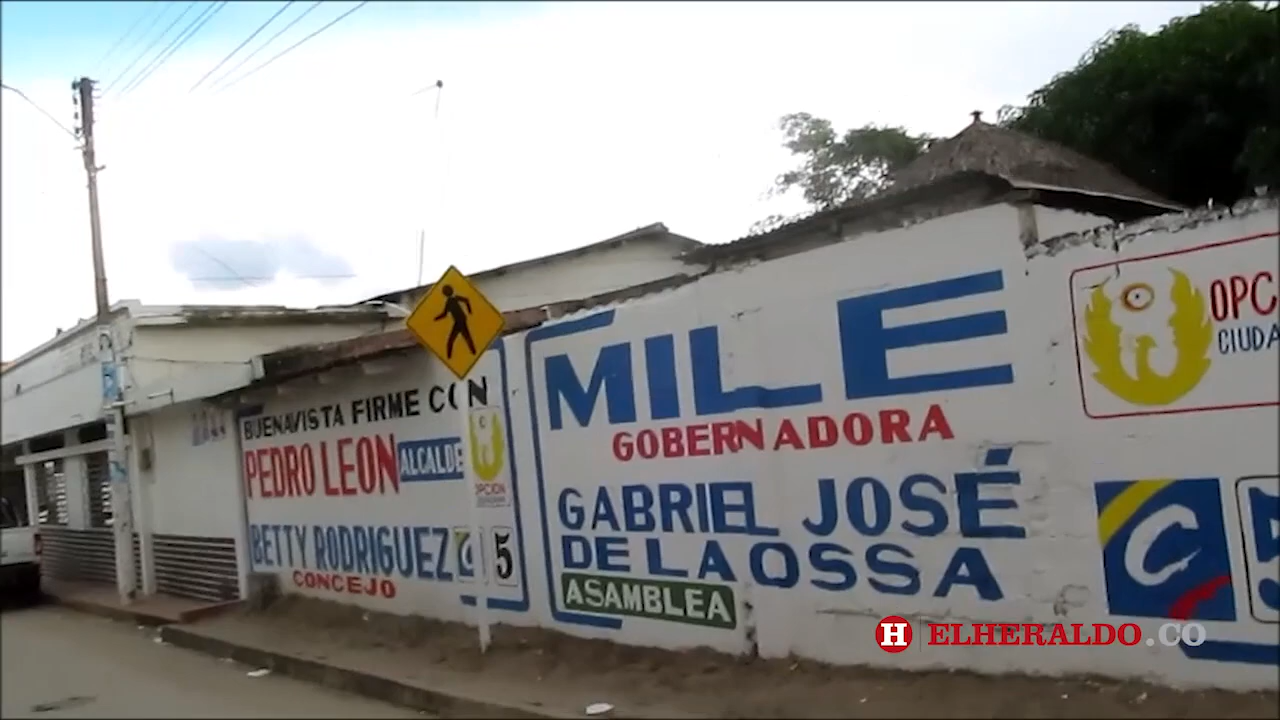 BUENAVISTA FIRME CON
PEDRO LEON ALCALDE
OPCION
BETTY RODRIGUEZ
CONCEJO
C 5
MILE
GOBERNADORA
GABRIEL JOSÉ
DE LA OSSA
ASAMBLEA
OPC
CIUDA
C
H ELHERALDO.CO